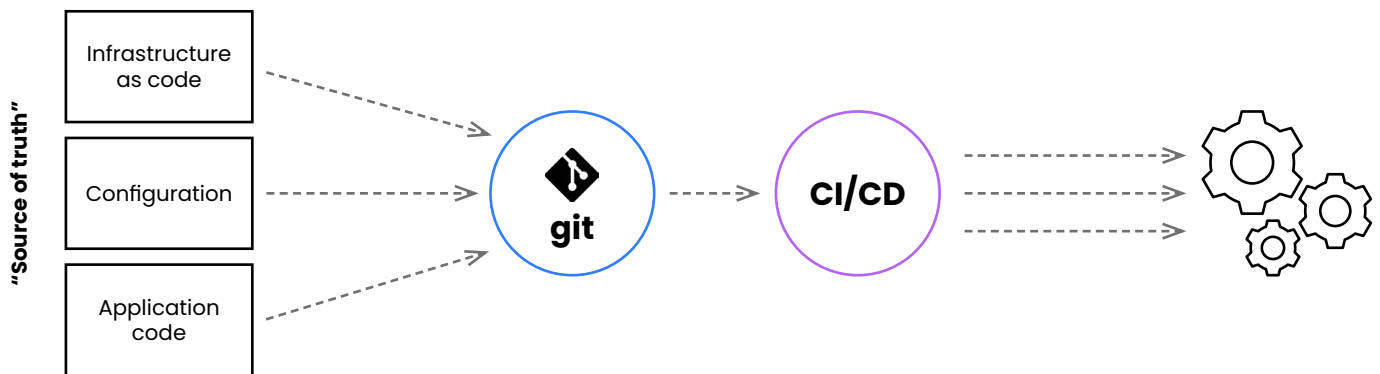 “Source of truth”
Infrastructure
as code
Configuration
Application
code
git
CI/CD